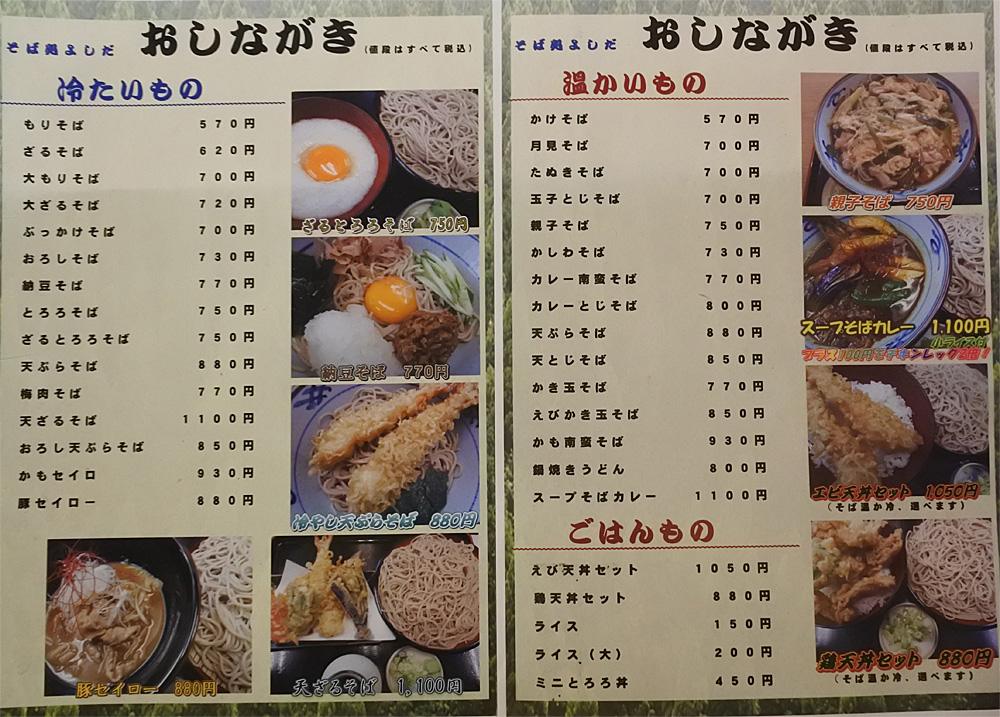 そば処よしだ おしながき (値段はすべて税込)
冷たいもの
もりそば 570円
ざるそば 620円
大もりそば 700円
大ざるそば 720円
ぶっかけそば 700円
おろしそば 730円
納豆そば 770円
とろろそば 750円
ざるとろろそば 750円
天ぷらそば 880円
梅肉そば 770円
天ざるそば 1100円
おろし天ぷらそば 850円
かもセイロ 930円
豚セイロー 880円
ざるとろろそば 750円
納豆そば 770円
冷やし天ぷらそば 880円
豚セイロー 880円
天ざるそば 1,100円
そば処よしだ おしながき (値段はすべて税込)
温かいもの
かけそば 570円
月見そば 700円
たぬきそば 700円
玉子とじそば 700円
親子そば 750円
かしわそば 730円
カレー南蛮そば 770円
カレーとじそば 800円
天ぷらそば 880円
天とじそば 850円
かき玉そば 770円
えびかき玉そば 850円
かも南蛮そば 930円
鍋焼きうどん 800円
スープそばカレー 1100円
ごはんもの
えび天丼セット 1050円
鶏天丼セット 880円
ライス 150円
ライス(大) 200円
ミニとろろ丼 450円
親子そば 750円
スープそばカレー 1,100円
小ライス付
プラス100円でチキンレッグ2倍!
エビ天丼セット 1,050円
(そば温か冷、選べます)
鶏天丼セット 880円
(そば温か冷、選べます)